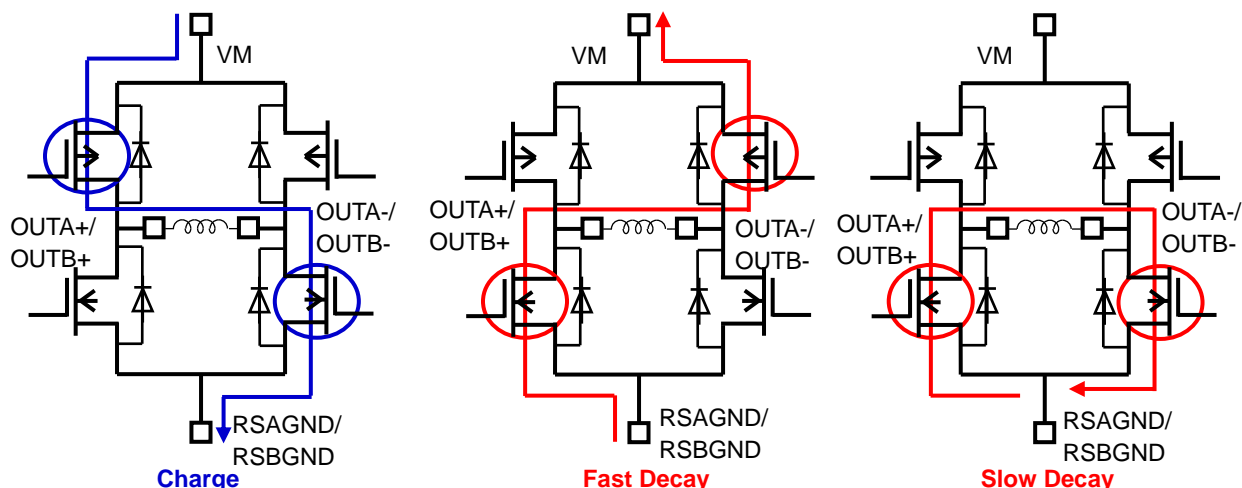 VM
OUTA+/
OUTB+
OUTA-/
OUTB-
RSAGND/
RSBGND
Charge
VM
OUTA+/
OUTB+
OUTA-/
OUTB-
RSAGND/
RSBGND
Fast Decay
VM
OUTA+/
OUTB+
OUTA-/
OUTB-
RSAGND/
RSBGND
Slow Decay